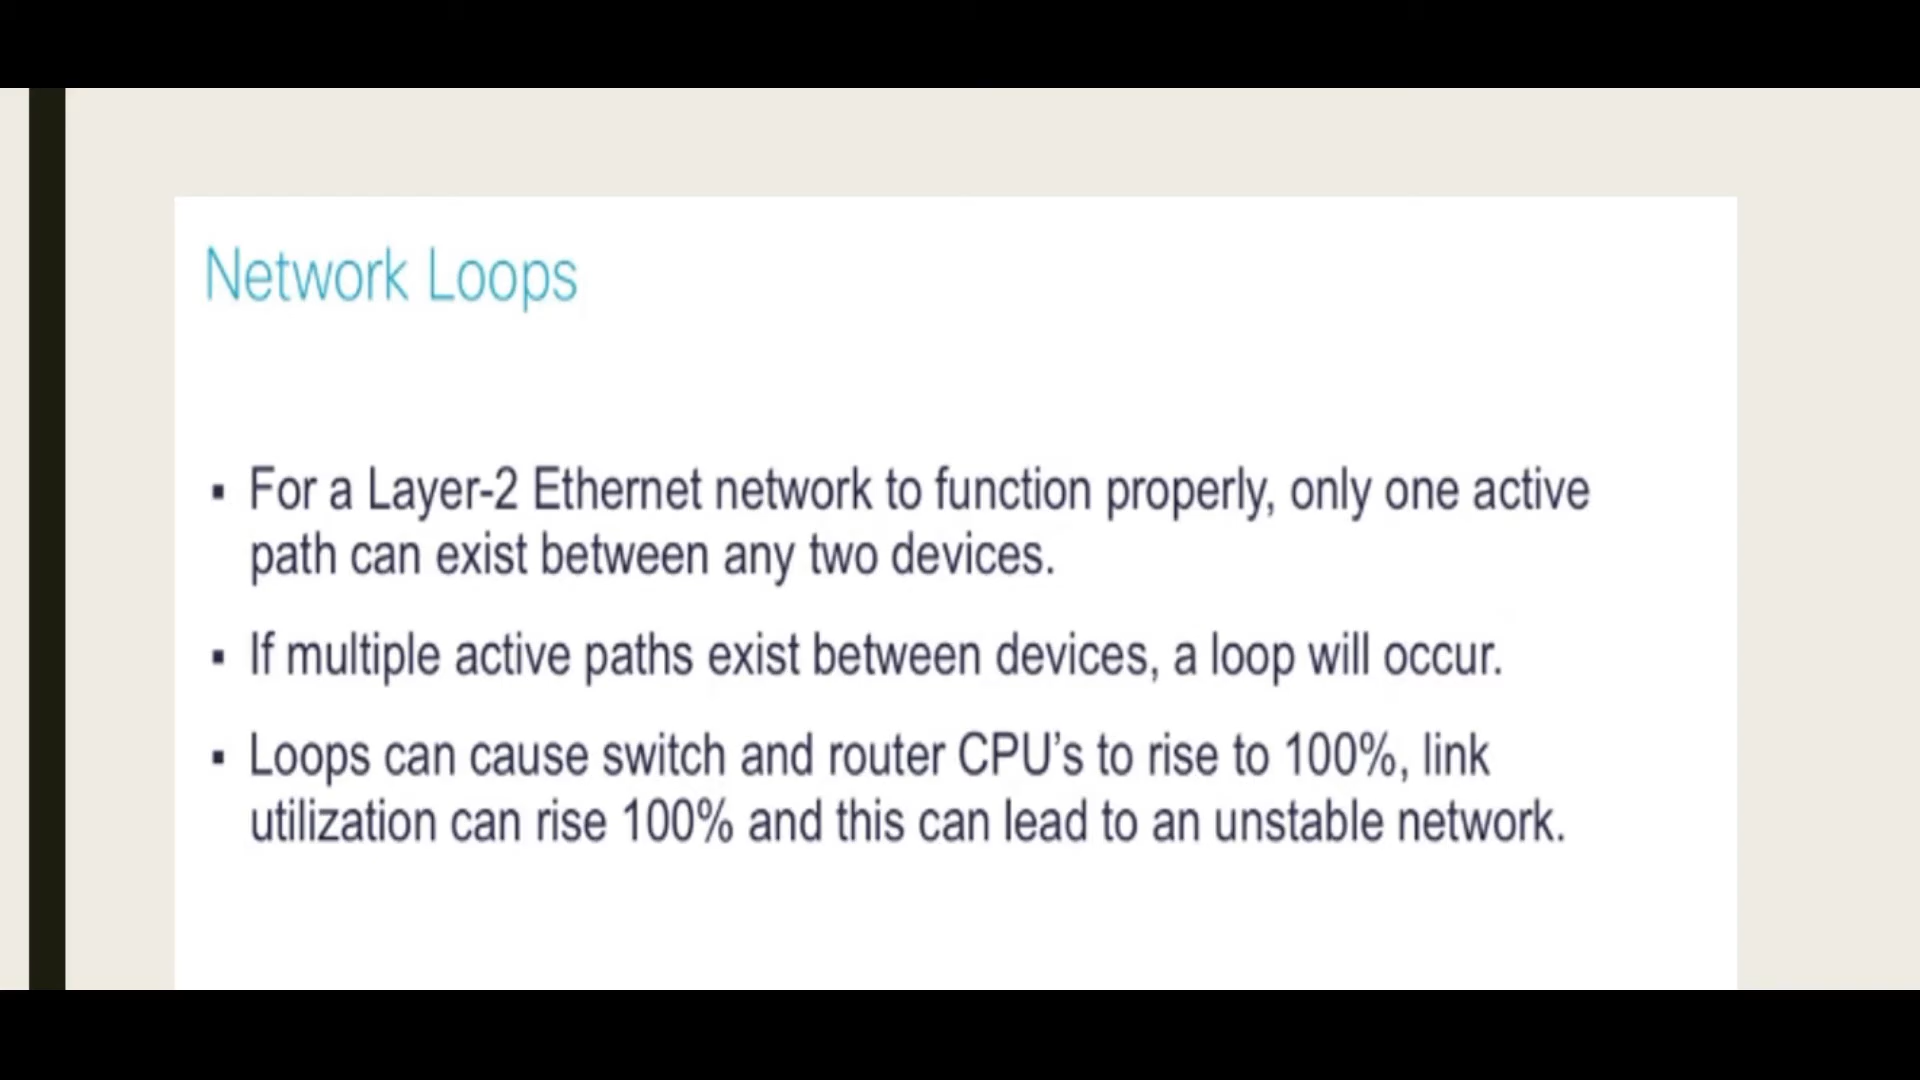 Network Loops
▪ For a Layer-2 Ethernet network to function properly, only one active
path can exist between any two devices.
▪ If multiple active paths exist between devices, a loop will occur.
▪ Loops can cause switch and router CPU’s to rise to 100%, link
utilization can rise 100% and this can lead to an unstable network.